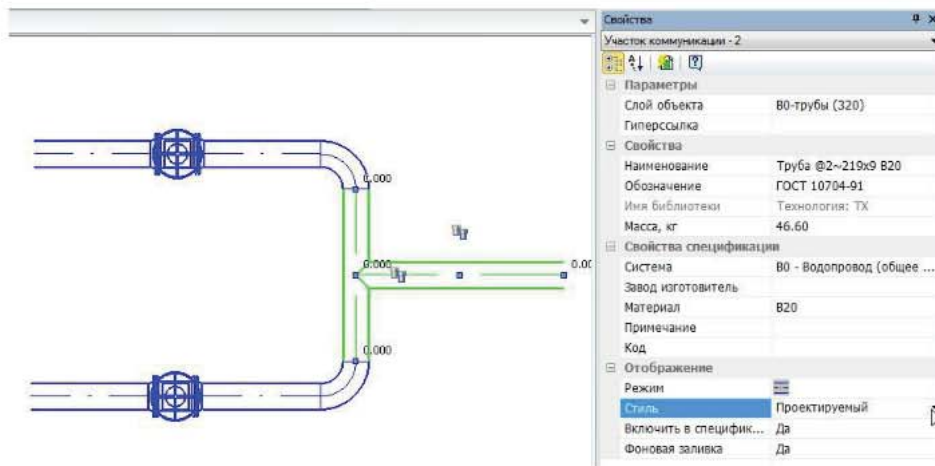 Свойства
Участок коммуникации - 2
Параметры
Слой объекта В0-трубы (320)
Гиперссылка
Свойства
Наименование Труба @2~219x9 В20
Обозначение ГОСТ 10704-91
Имя библиотеки Технология: ТХ
Масса, кг 46.60
Свойства спецификации
Система В0 - Водопровод (общее ...
Завод изготовитель
Материал В20
Примечание
Код
Отображение
Режим
Стиль Проектируемый
Включить в специфик... Да
Фоновая заливка Да
0.000
0.000
0.00
0.000